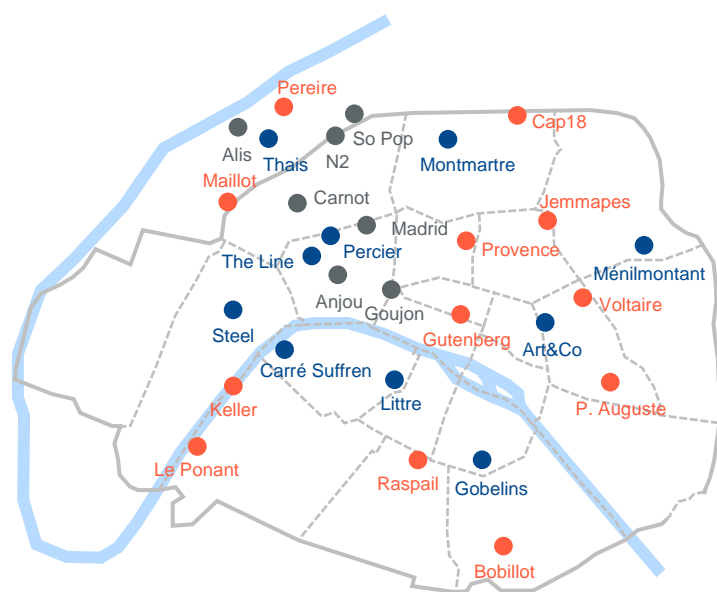 Pereire
So Pop
Cap18
Alis
Thais
N2
Montmartre
Maillot
Carnot
Jemmapes
Madrid
Percier
Provence
The Line
Ménilmontant
Anjou
Goujon
Voltaire
Steel
Gutenberg
Art&Co
Carré Suffren
Keller
Littre
P. Auguste
Le Ponant
Raspail
Gobelins
Bobillot